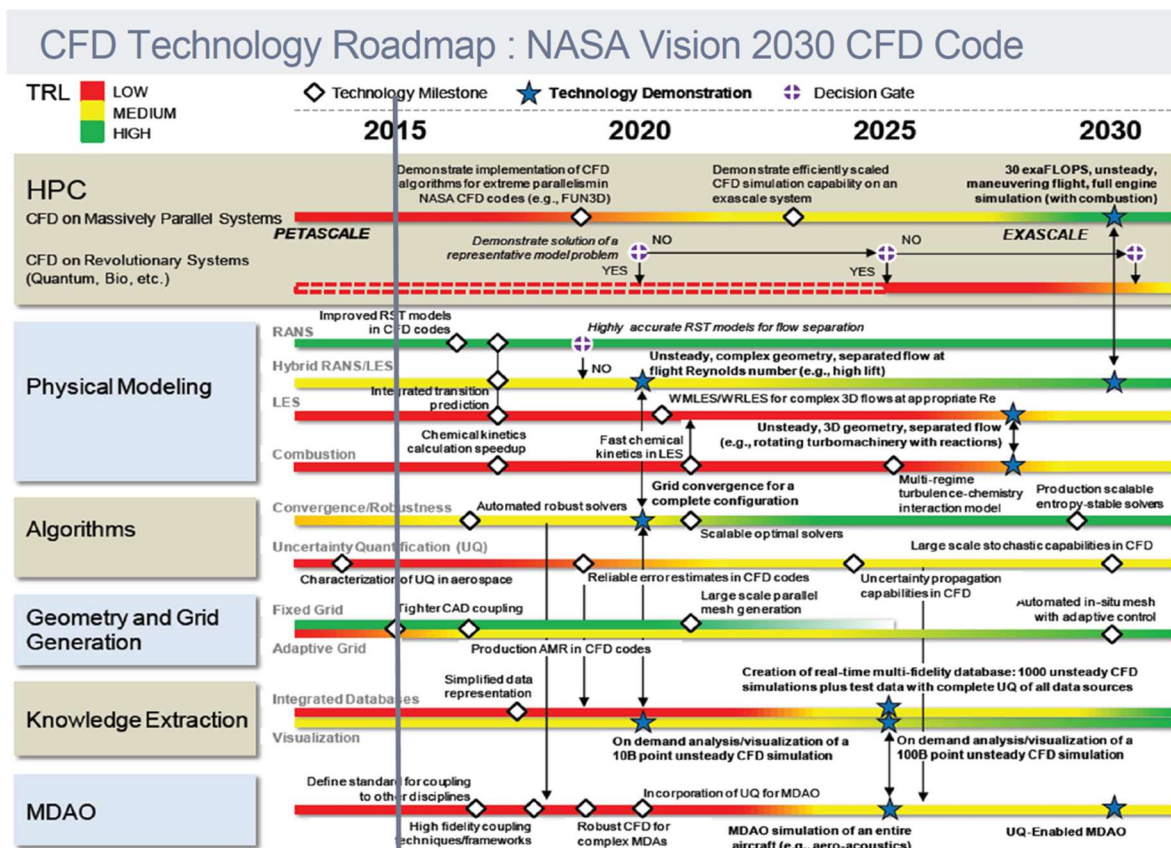 CFD Technology Roadmap : NASA Vision 2030 CFD Code
TRL
LOW
MEDIUM
HIGH
Technology Milestone
Technology Demonstration
Decision Gate
2015
2020
2025
2030
HPC
CFD on Massively Parallel Systems
CFD on Revolutionary Systems
(Quantum, Bio, etc.)
Demonstrate implementation of CFD
algorithms for extreme parallelism in
NASA CFD codes (e.g., FUN3D)
Demonstrate efficiently scaled
CFD simulation capability on an
exascale system
30 exaFLOPS, unsteady,
maneuvering flight, full engine
simulation (with combustion)
PETASCALE
Demonstrate solution of a
representative model problem
NO
YES
NO
YES
EXASCALE
Physical Modeling
RANS
Improved RST models
in CFD codes
Highly accurate RST models for flow separation
Hybrid RANS/LES
NO
Unsteady, complex geometry, separated flow at
flight Reynolds number (e.g., high lift)
Integrated transition
prediction
LES
WMLES/WRLES for complex 3D flows at appropriate Re
Chemical kinetics
calculation speedup
Fast chemical
kinetics in LES
Unsteady, 3D geometry, separated flow
(e.g., rotating turbomachinery with reactions)
Combustion
Multi-regime
turbulence-chemistry
interaction model
Algorithms
Convergence/Robustness
Automated robust solvers
Grid convergence for a
complete configuration
Scalable optimal solvers
Production scalable
entropy-stable solvers
Uncertainty Quantification (UQ)
Characterization of UQ in aerospace
Reliable error estimates in CFD codes
Uncertainty propagation
capabilities in CFD
Large scale stochastic capabilities in CFD
Geometry and Grid
Generation
Fixed Grid
Tighter CAD coupling
Large scale parallel
mesh generation
Automated in-situ mesh
with adaptive control
Adaptive Grid
Production AMR in CFD codes
Knowledge Extraction
Integrated Databases
Simplified data
representation
Creation of real-time multi-fidelity database: 1000 unsteady CFD
simulations plus test data with complete UQ of all data sources
Visualization
On demand analysis/visualization of a
10B point unsteady CFD simulation
On demand analysis/visualization of a
100B point unsteady CFD simulation
MDAO
Define standard for coupling
to other disciplines
High fidelity coupling
techniques/frameworks
Robust CFD for
complex MDAs
Incorporation of UQ for MDAO
MDAO simulation of an entire
aircraft (e.g., aero-acoustics)
UQ-Enabled MDAO